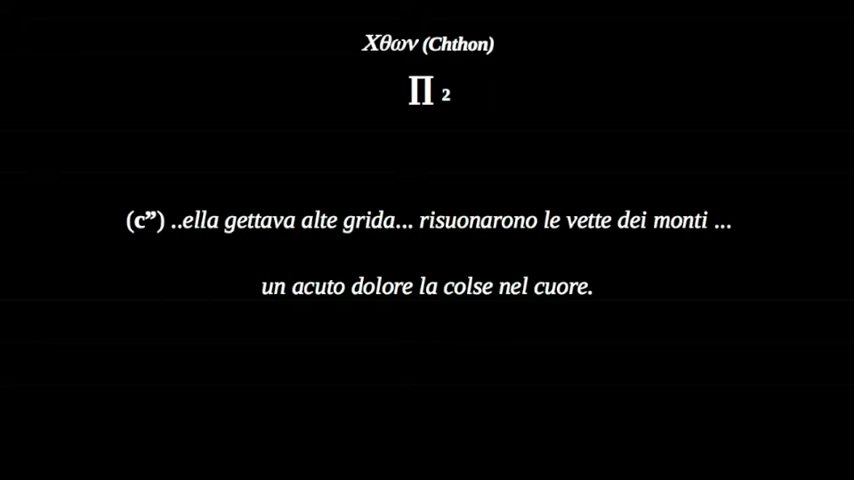 Χθων (Chthon)
∏ 2
(c”) ..ella gettava alte grida... risuonarono le vette dei monti ...
un acuto dolore la colse nel cuore.